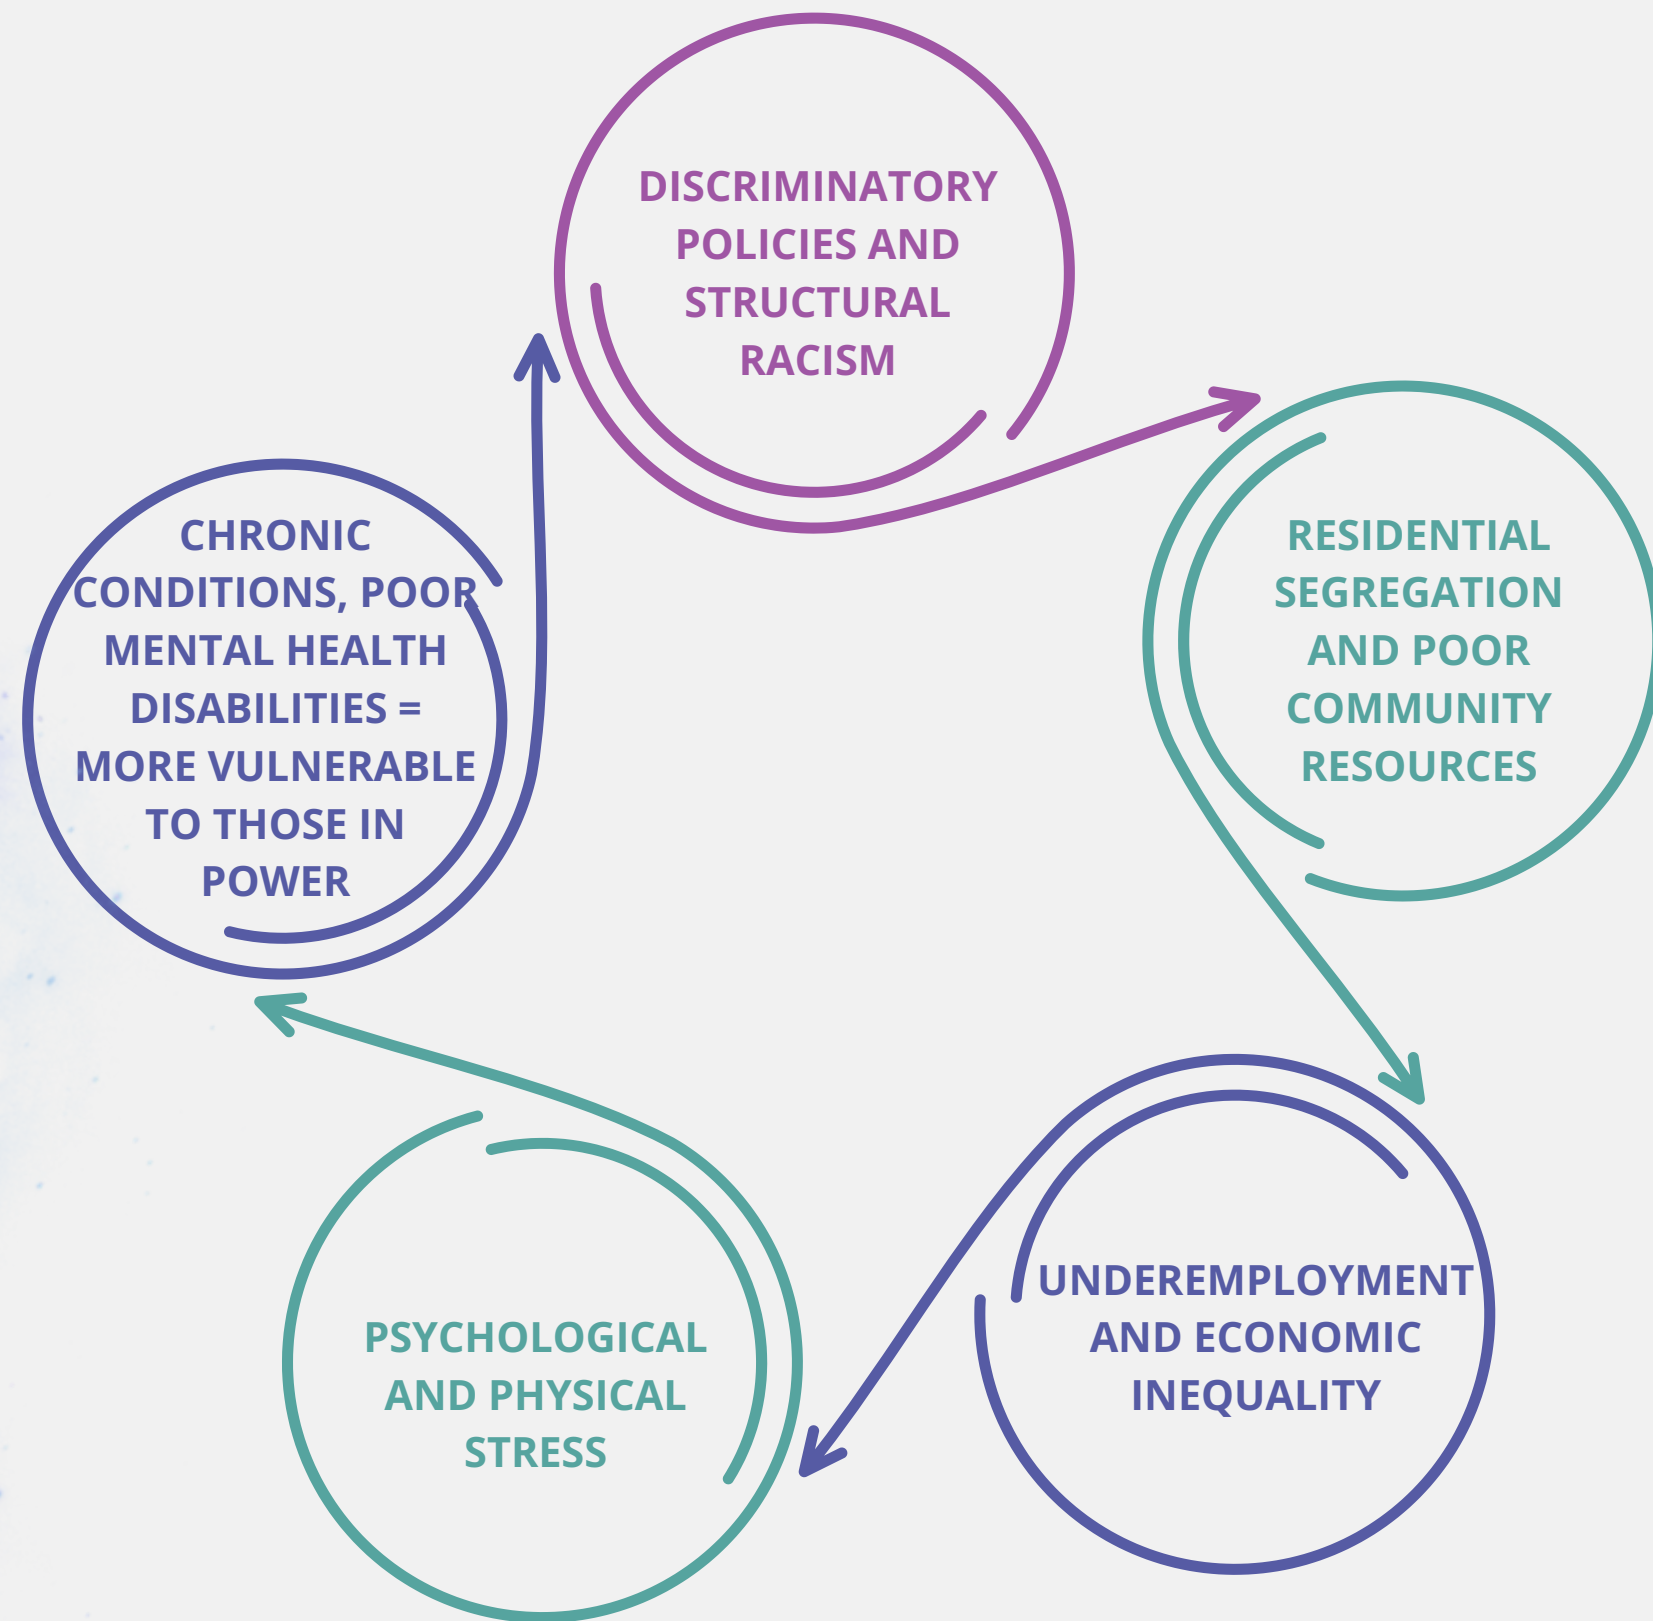 DISCRIMINATORY
POLICIES AND
STRUCTURAL
RACISM
RESIDENTIAL
SEGREGATION
AND POOR
COMMUNITY
RESOURCES
UNDEREMPLOYMENT
AND ECONOMIC
INEQUALITY
PSYCHOLOGICAL
AND PHYSICAL
STRESS
CHRONIC
CONDITIONS, POOR
MENTAL HEALTH
DISABILITIES =
MORE VULNERABLE
TO THOSE IN
POWER